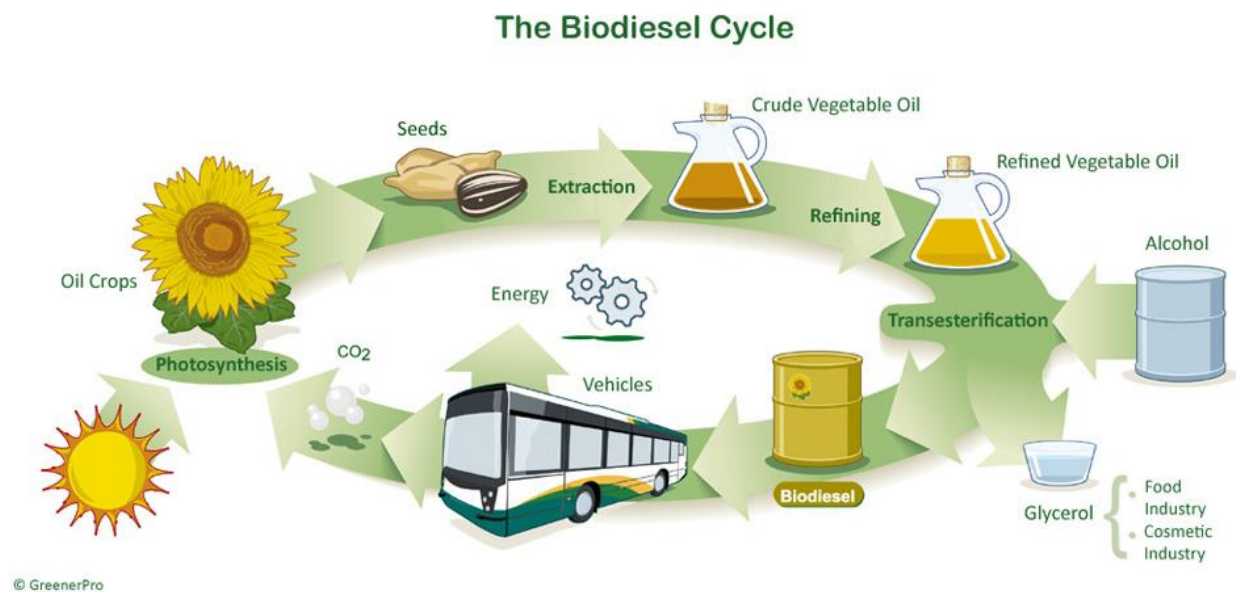 The Biodiesel Cycle
Crude Vegetable Oil
Seeds
Refined Vegetable Oil
Extraction
Refining
Alcohol
Oil Crops
Energy
Transesterification
CO2
Photosynthesis
Vehicles
Biodiesel
Glycerol
Food
Industry
Cosmetic
Industry
© GreenerPro